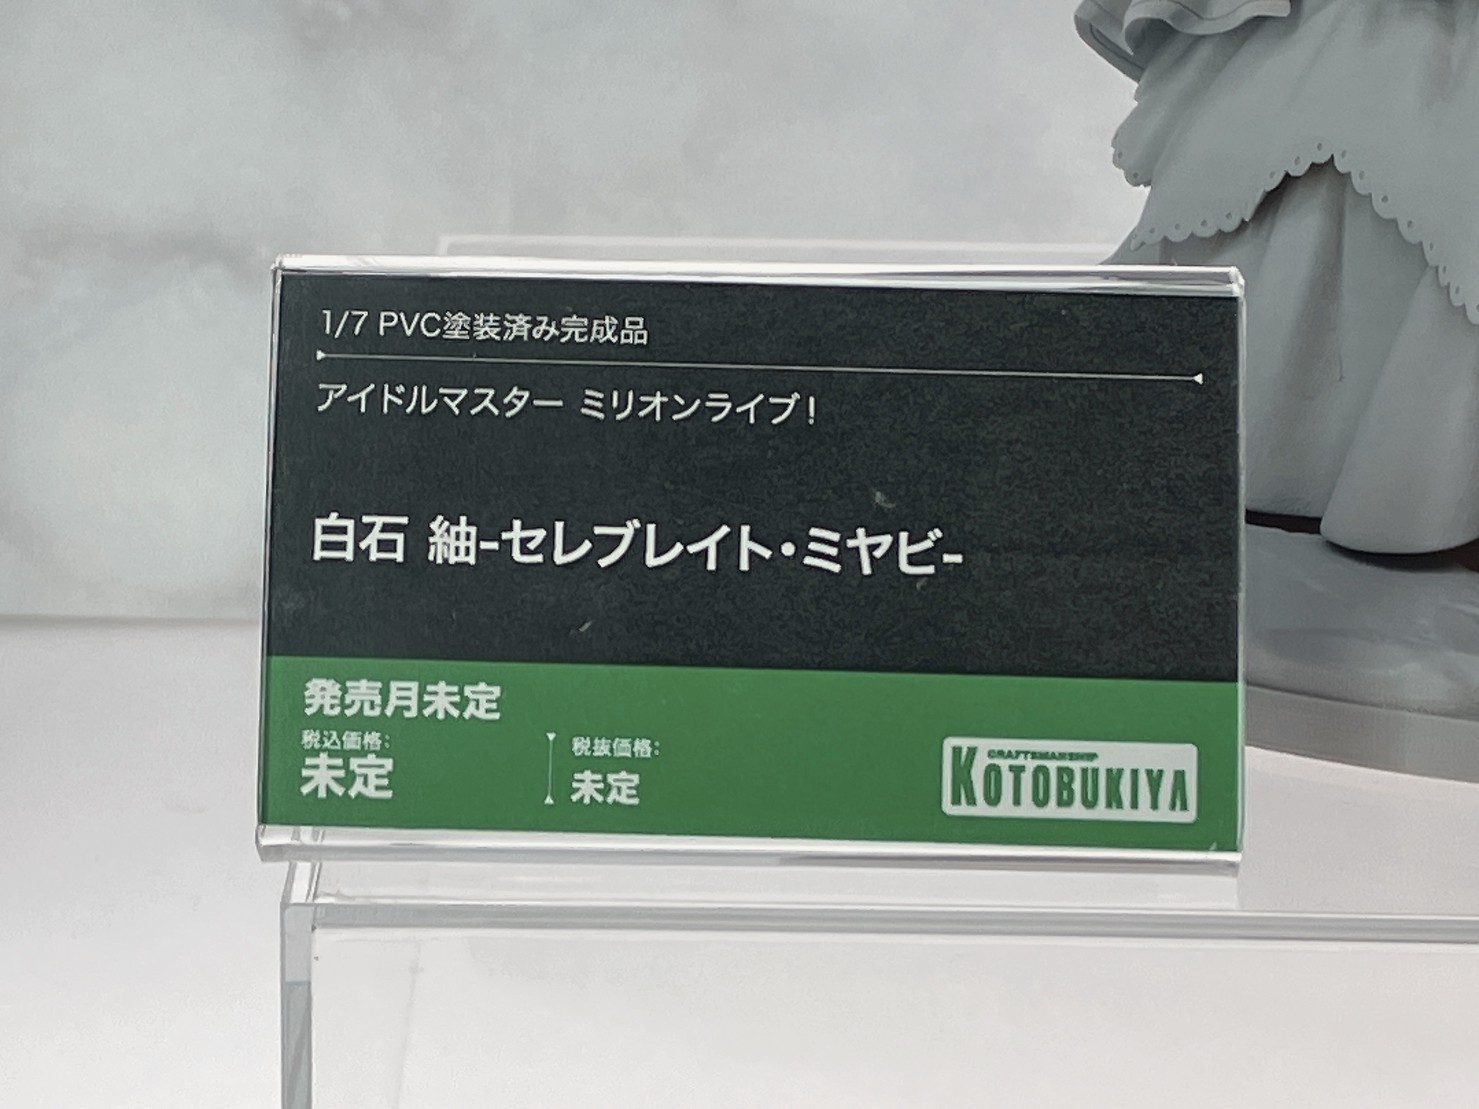 1/7 PVC塗装済み完成品
アイドルマスター ミリオンライブ！
白石 紬-セレブレイト・ミヤビ-
発売月未定
税込価格:
未定
税抜価格:
未定
CRAFTSMANSHIP
KOTOBUKIYA